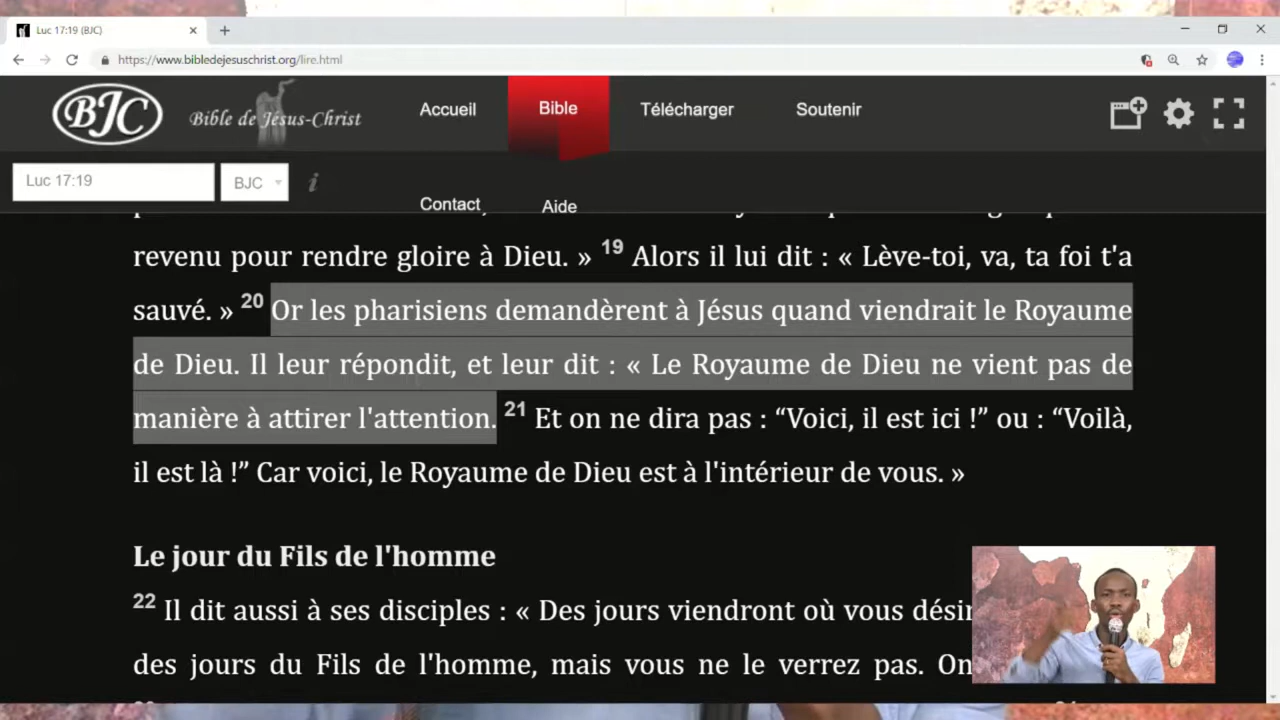 Luc 17:19 (BJC)
https://www.bibledejesuschrist.org/lire.html
BJC
Bible de Jésus-Christ
Accueil
Bible
Télécharger
Soutenir
Luc 17:19
BJC
i
Contact
Aide
revenu pour rendre gloire à Dieu. » 19 Alors il lui dit : « Lève-toi, va, ta foi t'a
sauvé. » 20 Or les pharisiens demandèrent à Jésus quand viendrait le Royaume
de Dieu. Il leur répondit, et leur dit : « Le Royaume de Dieu ne vient pas de
manière à attirer l'attention. 21 Et on ne dira pas : “Voici, il est ici !” ou : “Voilà,
il est là !” Car voici, le Royaume de Dieu est à l'intérieur de vous. »
Le jour du Fils de l'homme
22 Il dit aussi à ses disciples : « Des jours viendront où vous désir
des jours du Fils de l'homme, mais vous ne le verrez pas. On